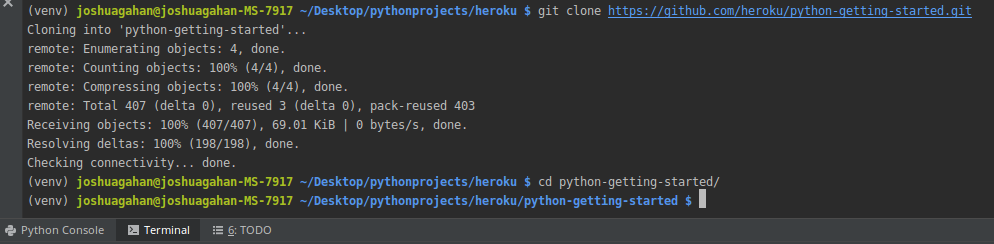 (venv) joshuagahan@joshuagahan-MS-7917 ~/Desktop/pythonprojects/heroku $ git clone https://github.com/heroku/python-getting-started.git
Cloning into 'python-getting-started'...
remote: Enumerating objects: 4, done.
remote: Counting objects: 100% (4/4), done.
remote: Compressing objects: 100% (4/4), done.
remote: Total 407 (delta 0), reused 3 (delta 0), pack-reused 403
Receiving objects: 100% (407/407), 69.01 KiB | 0 bytes/s, done.
Resolving deltas: 100% (198/198), done.
Checking connectivity... done.
(venv) joshuagahan@joshuagahan-MS-7917 ~/Desktop/pythonprojects/heroku $ cd python-getting-started/
(venv) joshuagahan@joshuagahan-MS-7917 ~/Desktop/pythonprojects/heroku/python-getting-started $
Python Console Terminal 6: TODO